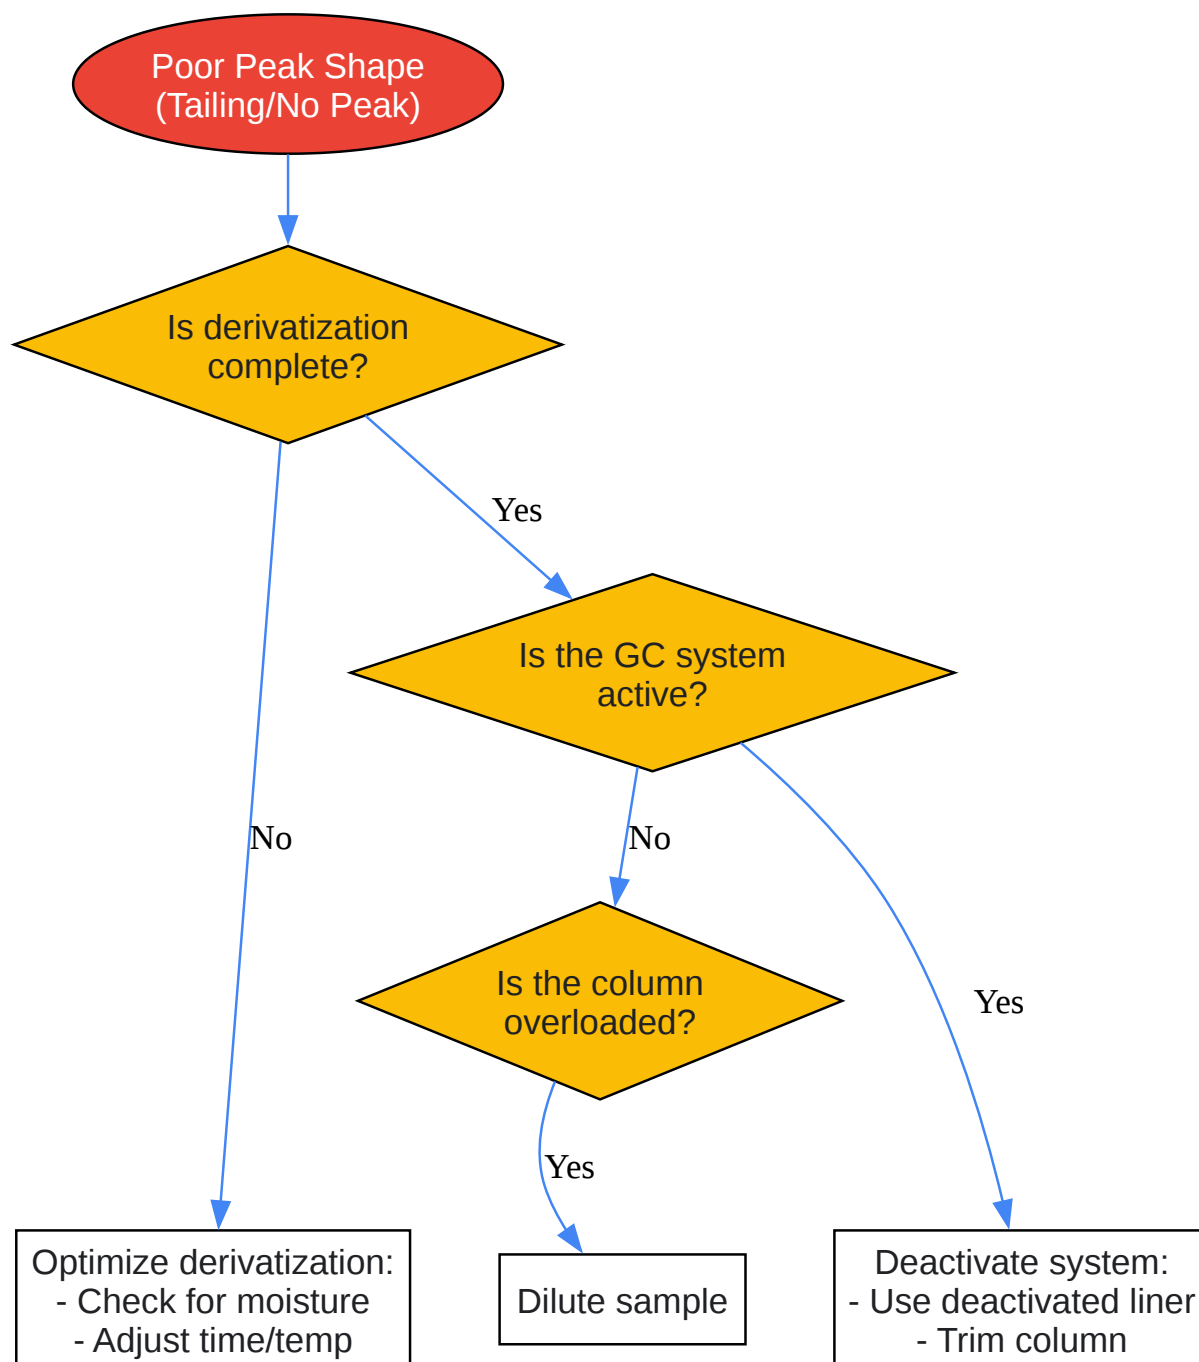 Poor Peak Shape
(Tailing/No Peak)
Is derivatization
complete?
Yes
Is the GC system
active?
No
No
Is the column
overloaded?
Yes
Yes
Optimize derivatization:
- Check for moisture
- Adjust time/temp
Dilute sample
Deactivate system:
- Use deactivated liner
- Trim column